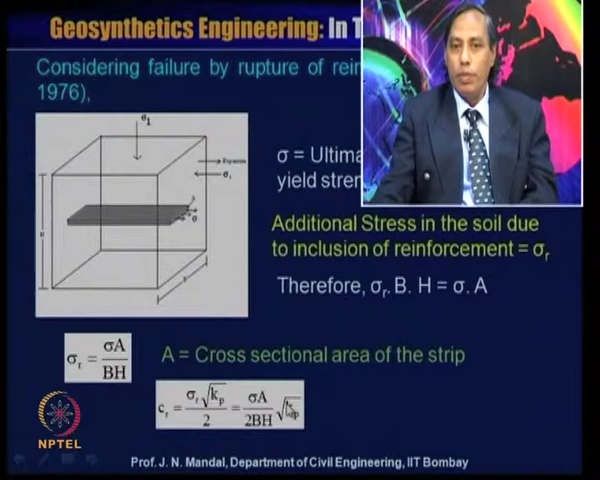 Geosynthetics Engineering: In T
Considering failure by rupture of rei
1976),
σ = Ultima
yield stren
Additional Stress in the soil due
to inclusion of reinforcement = σr
Therefore, σr. B. H = σ. A
σr = σA / BH
A = Cross sectional area of the strip
cr = σr√kp / 2 = σA / 2BH √kp
NPTEL
Prof. J. N. Mandal, Department of Civil Engineering, IIT Bombay